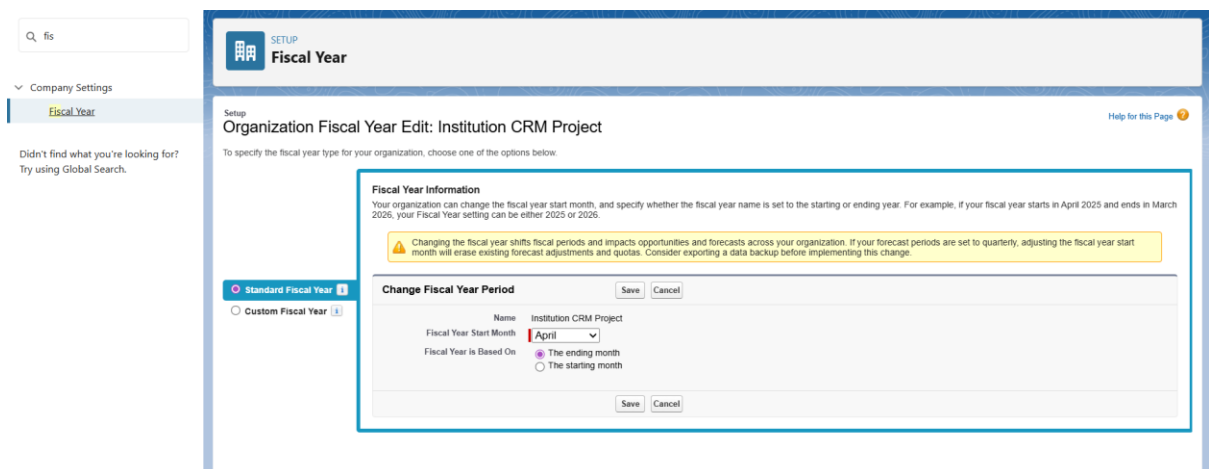 fis
Company Settings
Fiscal Year
Didn't find what you're looking for?
Try using Global Search.
SETUP
Fiscal Year
Setup
Organization Fiscal Year Edit: Institution CRM Project
Help for this Page
To specify the fiscal year type for your organization, choose one of the options below.
Standard Fiscal Year
Custom Fiscal Year
Fiscal Year Information
Your organization can change the fiscal year start month, and specify whether the fiscal year name is set to the starting or ending year. For example, if your fiscal year starts in April 2025 and ends in March
2026, your Fiscal Year setting can be either 2025 or 2026.
Changing the fiscal year shifts fiscal periods and impacts opportunities and forecasts across your organization. If your forecast periods are set to quarterly, adjusting the fiscal year start
month will erase existing forecast adjustments and quotas. Consider exporting a data backup before implementing this change.
Change Fiscal Year Period Save Cancel
Name Institution CRM Project
Fiscal Year Start Month April
Fiscal Year is Based On The ending month
The starting month
Save Cancel